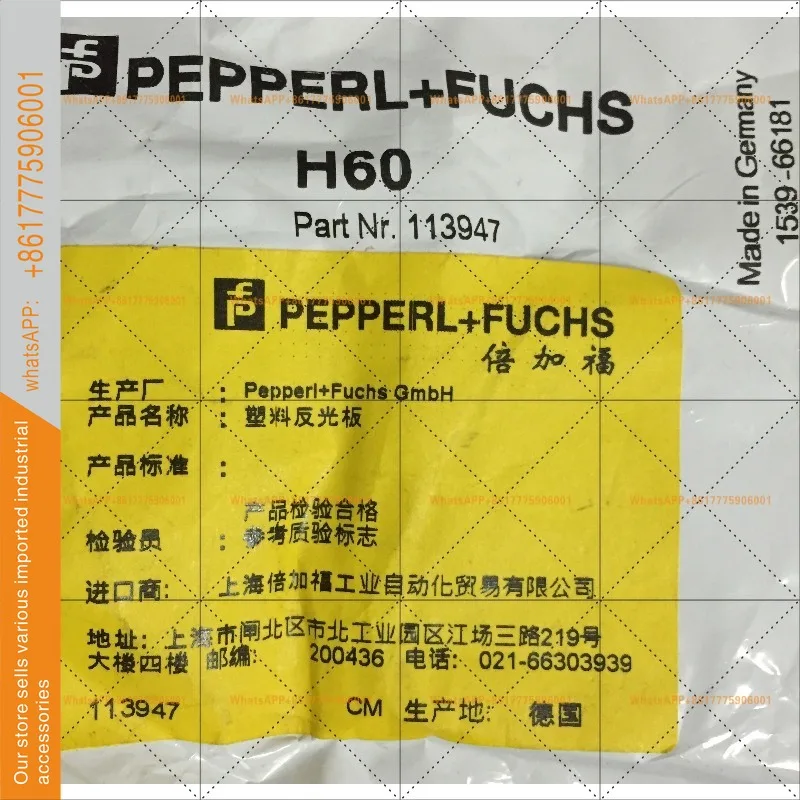 PEPPERL+FUCHS
H60
Part Nr. 113947
Made in Germany
1539-66181
PEPPERL+FUCHS
倍加福
生产厂 : Pepperl+Fuchs GmbH
产品名称 : 塑料反光板
产品标准 :
产品检验合格
检验员 : 参考质验标志
进口商: 上海倍加福工业自动化贸易有限公司
地址: 上海市闸北区市北工业园区江场三路219号
大楼四楼 邮编: 200436 电话: 021-66303939
113947 CM 生产地: 德国
whatsAPP: +8617775906001
Our store sells various imported industrial
accessories
WhatsAPP+8617775906001